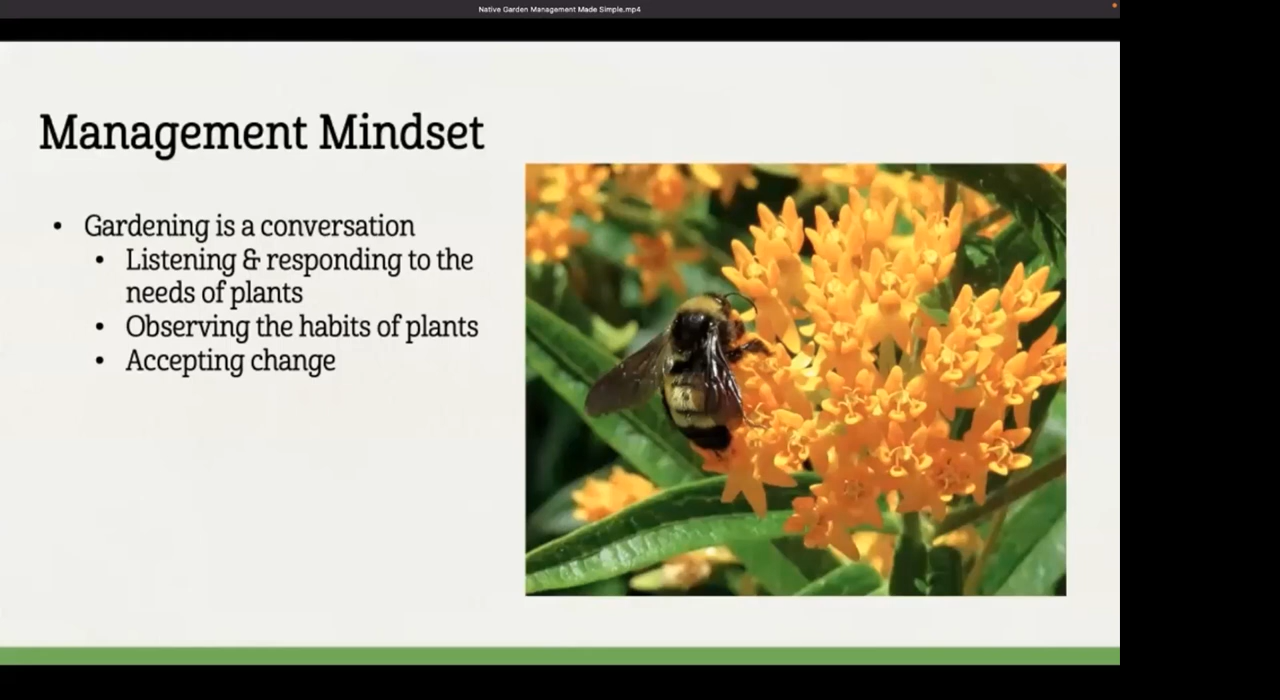 Native Garden Management Made Simple.mp4
Management Mindset
• Gardening is a conversation
• Listening & responding to the
needs of plants
• Observing the habits of plants
• Accepting change